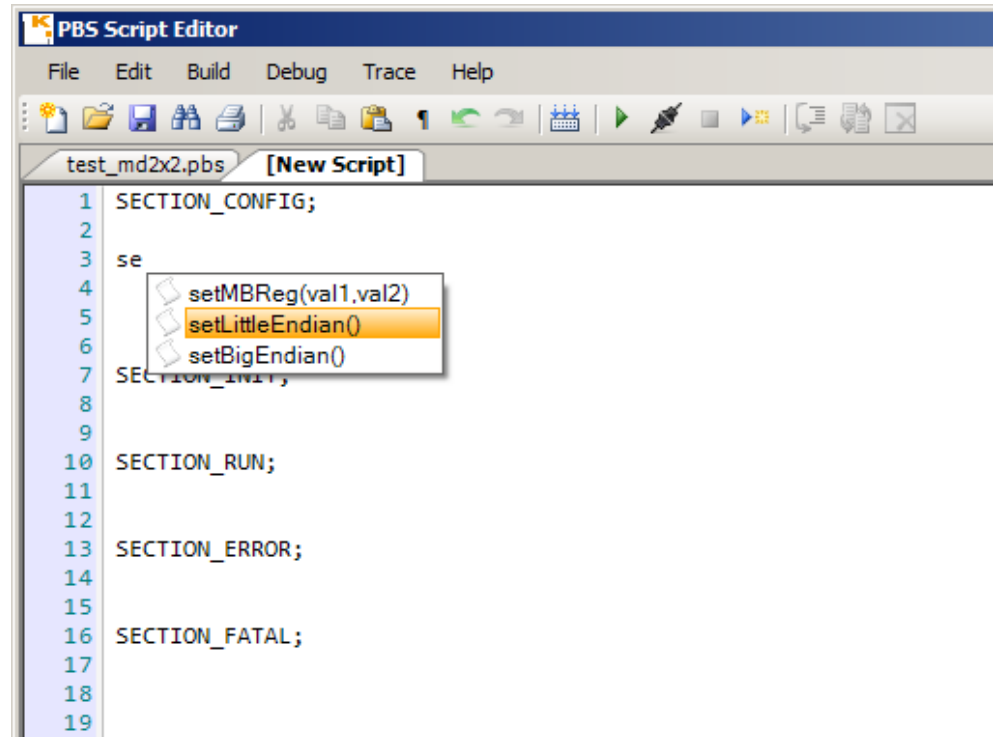 PBS Script Editor
File Edit Build Debug Trace Help
test_md2x2.pbs [New Script]
1 SECTION_CONFIG;
2
3 se
4 setMBReg(val1,val2)
5 setLittleEndian()
6 setBigEndian()
7 SECTION_INIT;
8
9
10 SECTION_RUN;
11
12
13 SECTION_ERROR;
14
15
16 SECTION_FATAL;
17
18
19